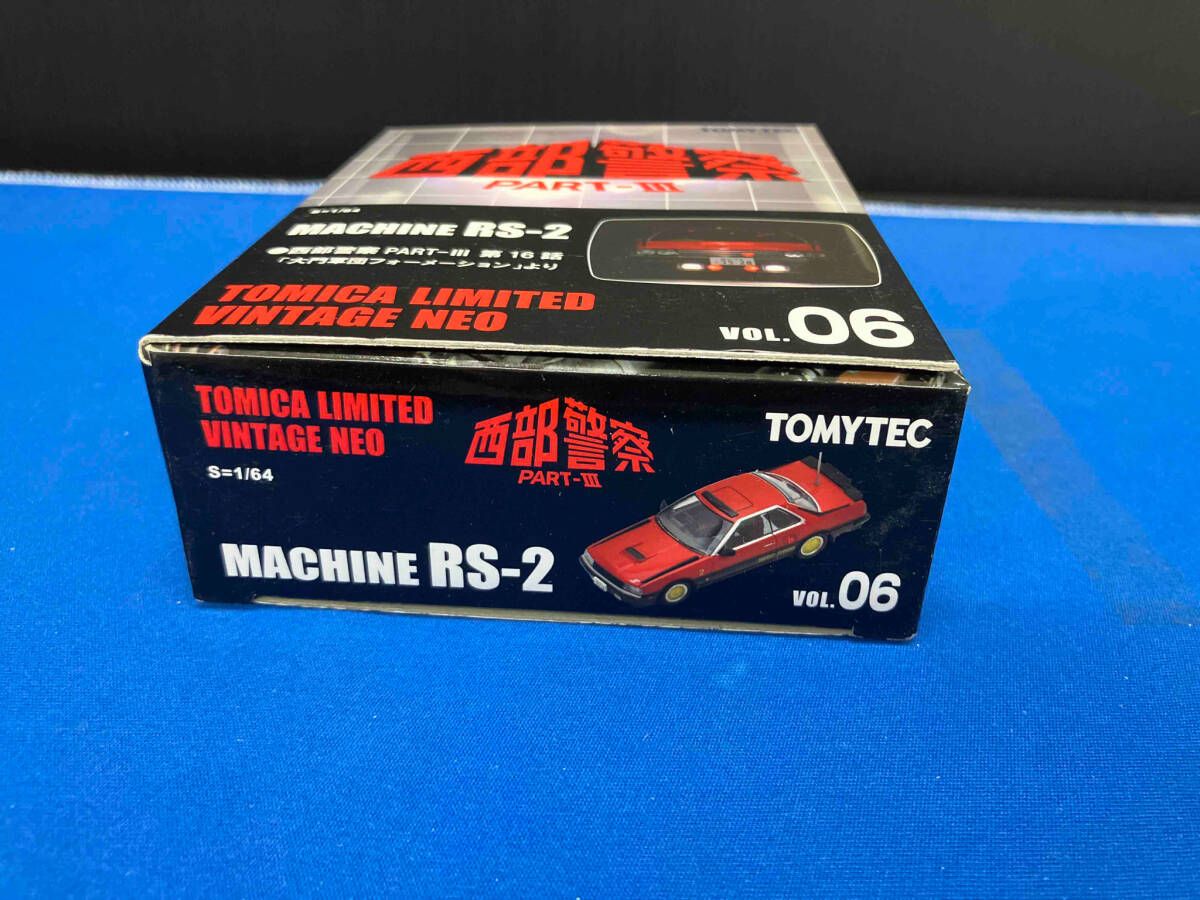 TOMYTEC
西部警察
PART-III
S=1/64
MACHINE RS-2
●西部警察 PART-III 第16話
「大門軍団フォーメーション」より
TOMICA LIMITED
VINTAGE NEO
VOL.06
TOMICA LIMITED
VINTAGE NEO
S=1/64
西部警察
PART-III
TOMYTEC
MACHINE RS-2
VOL.06